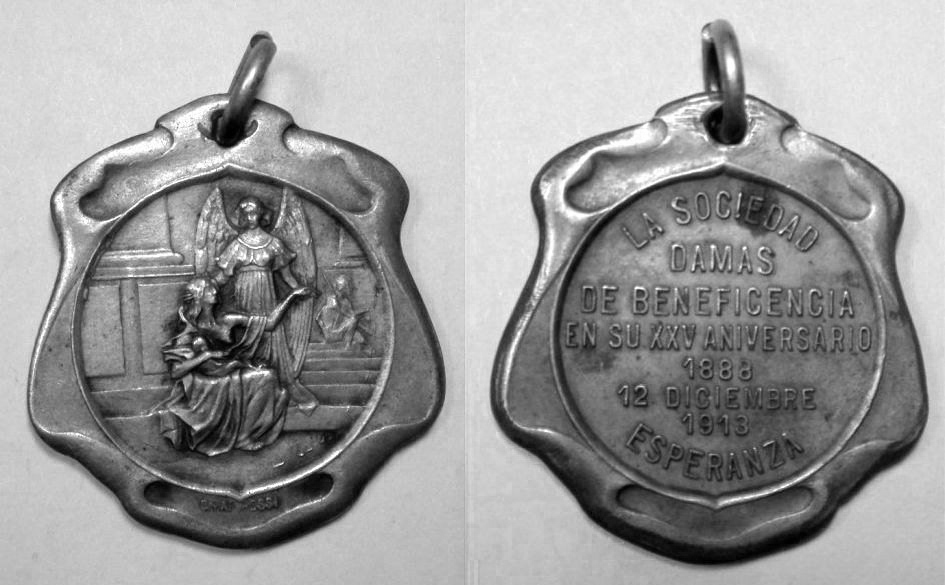 LA SOCIEDAD
DAMAS
DE BENEFICENCIA
EN SU XXV ANIVERSARIO
1888
12 DICIEMBRE
1913
ESPERANZA